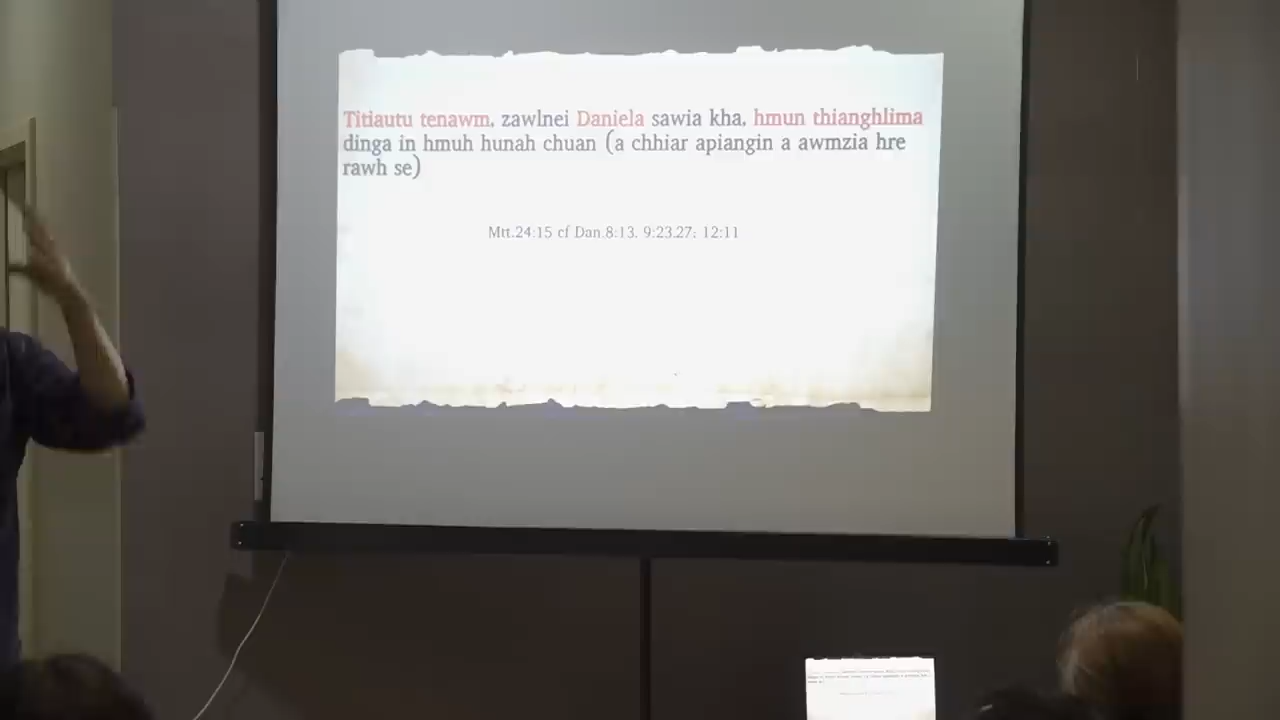 Titiautu tenawm, zawlnei Daniela sawia kha, hmun thianghlima
dinga in hmuh hunah chuan (a chhiar apiangin a awmzia hre
rawh se)
Mtt.24:15 cf Dan.8:13. 9:23.27; 12:11